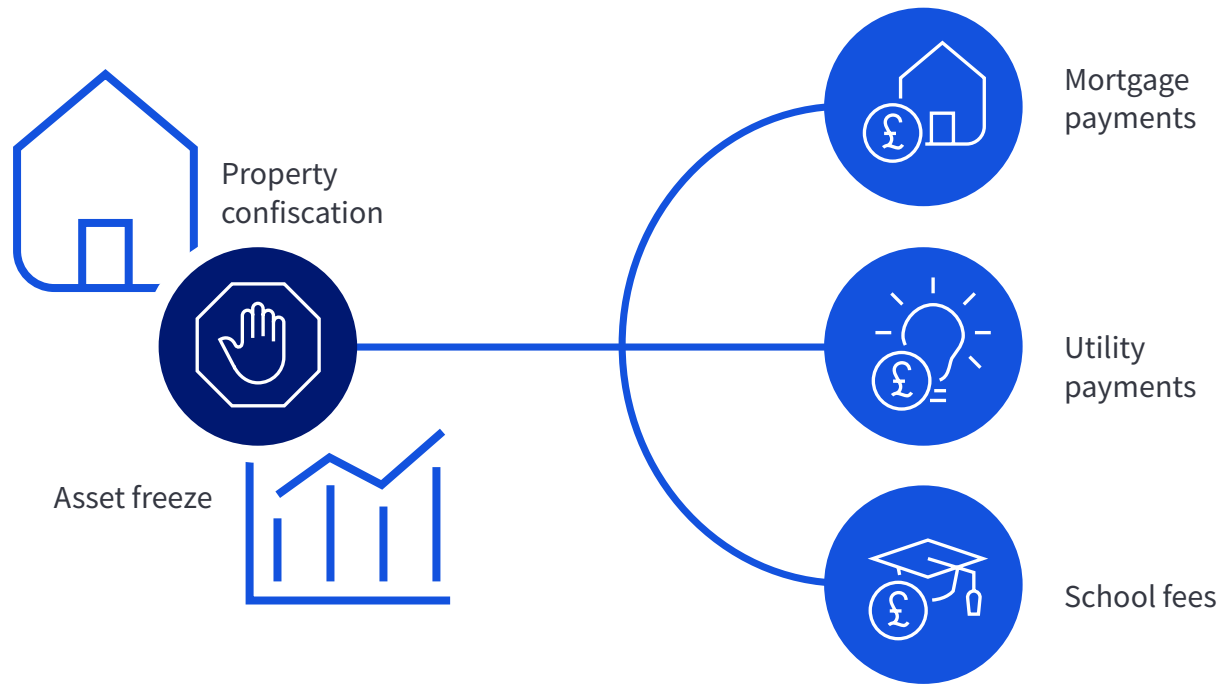 Property
confiscation
Asset freeze
Mortgage
payments
£
Utility
payments
£
School fees
£